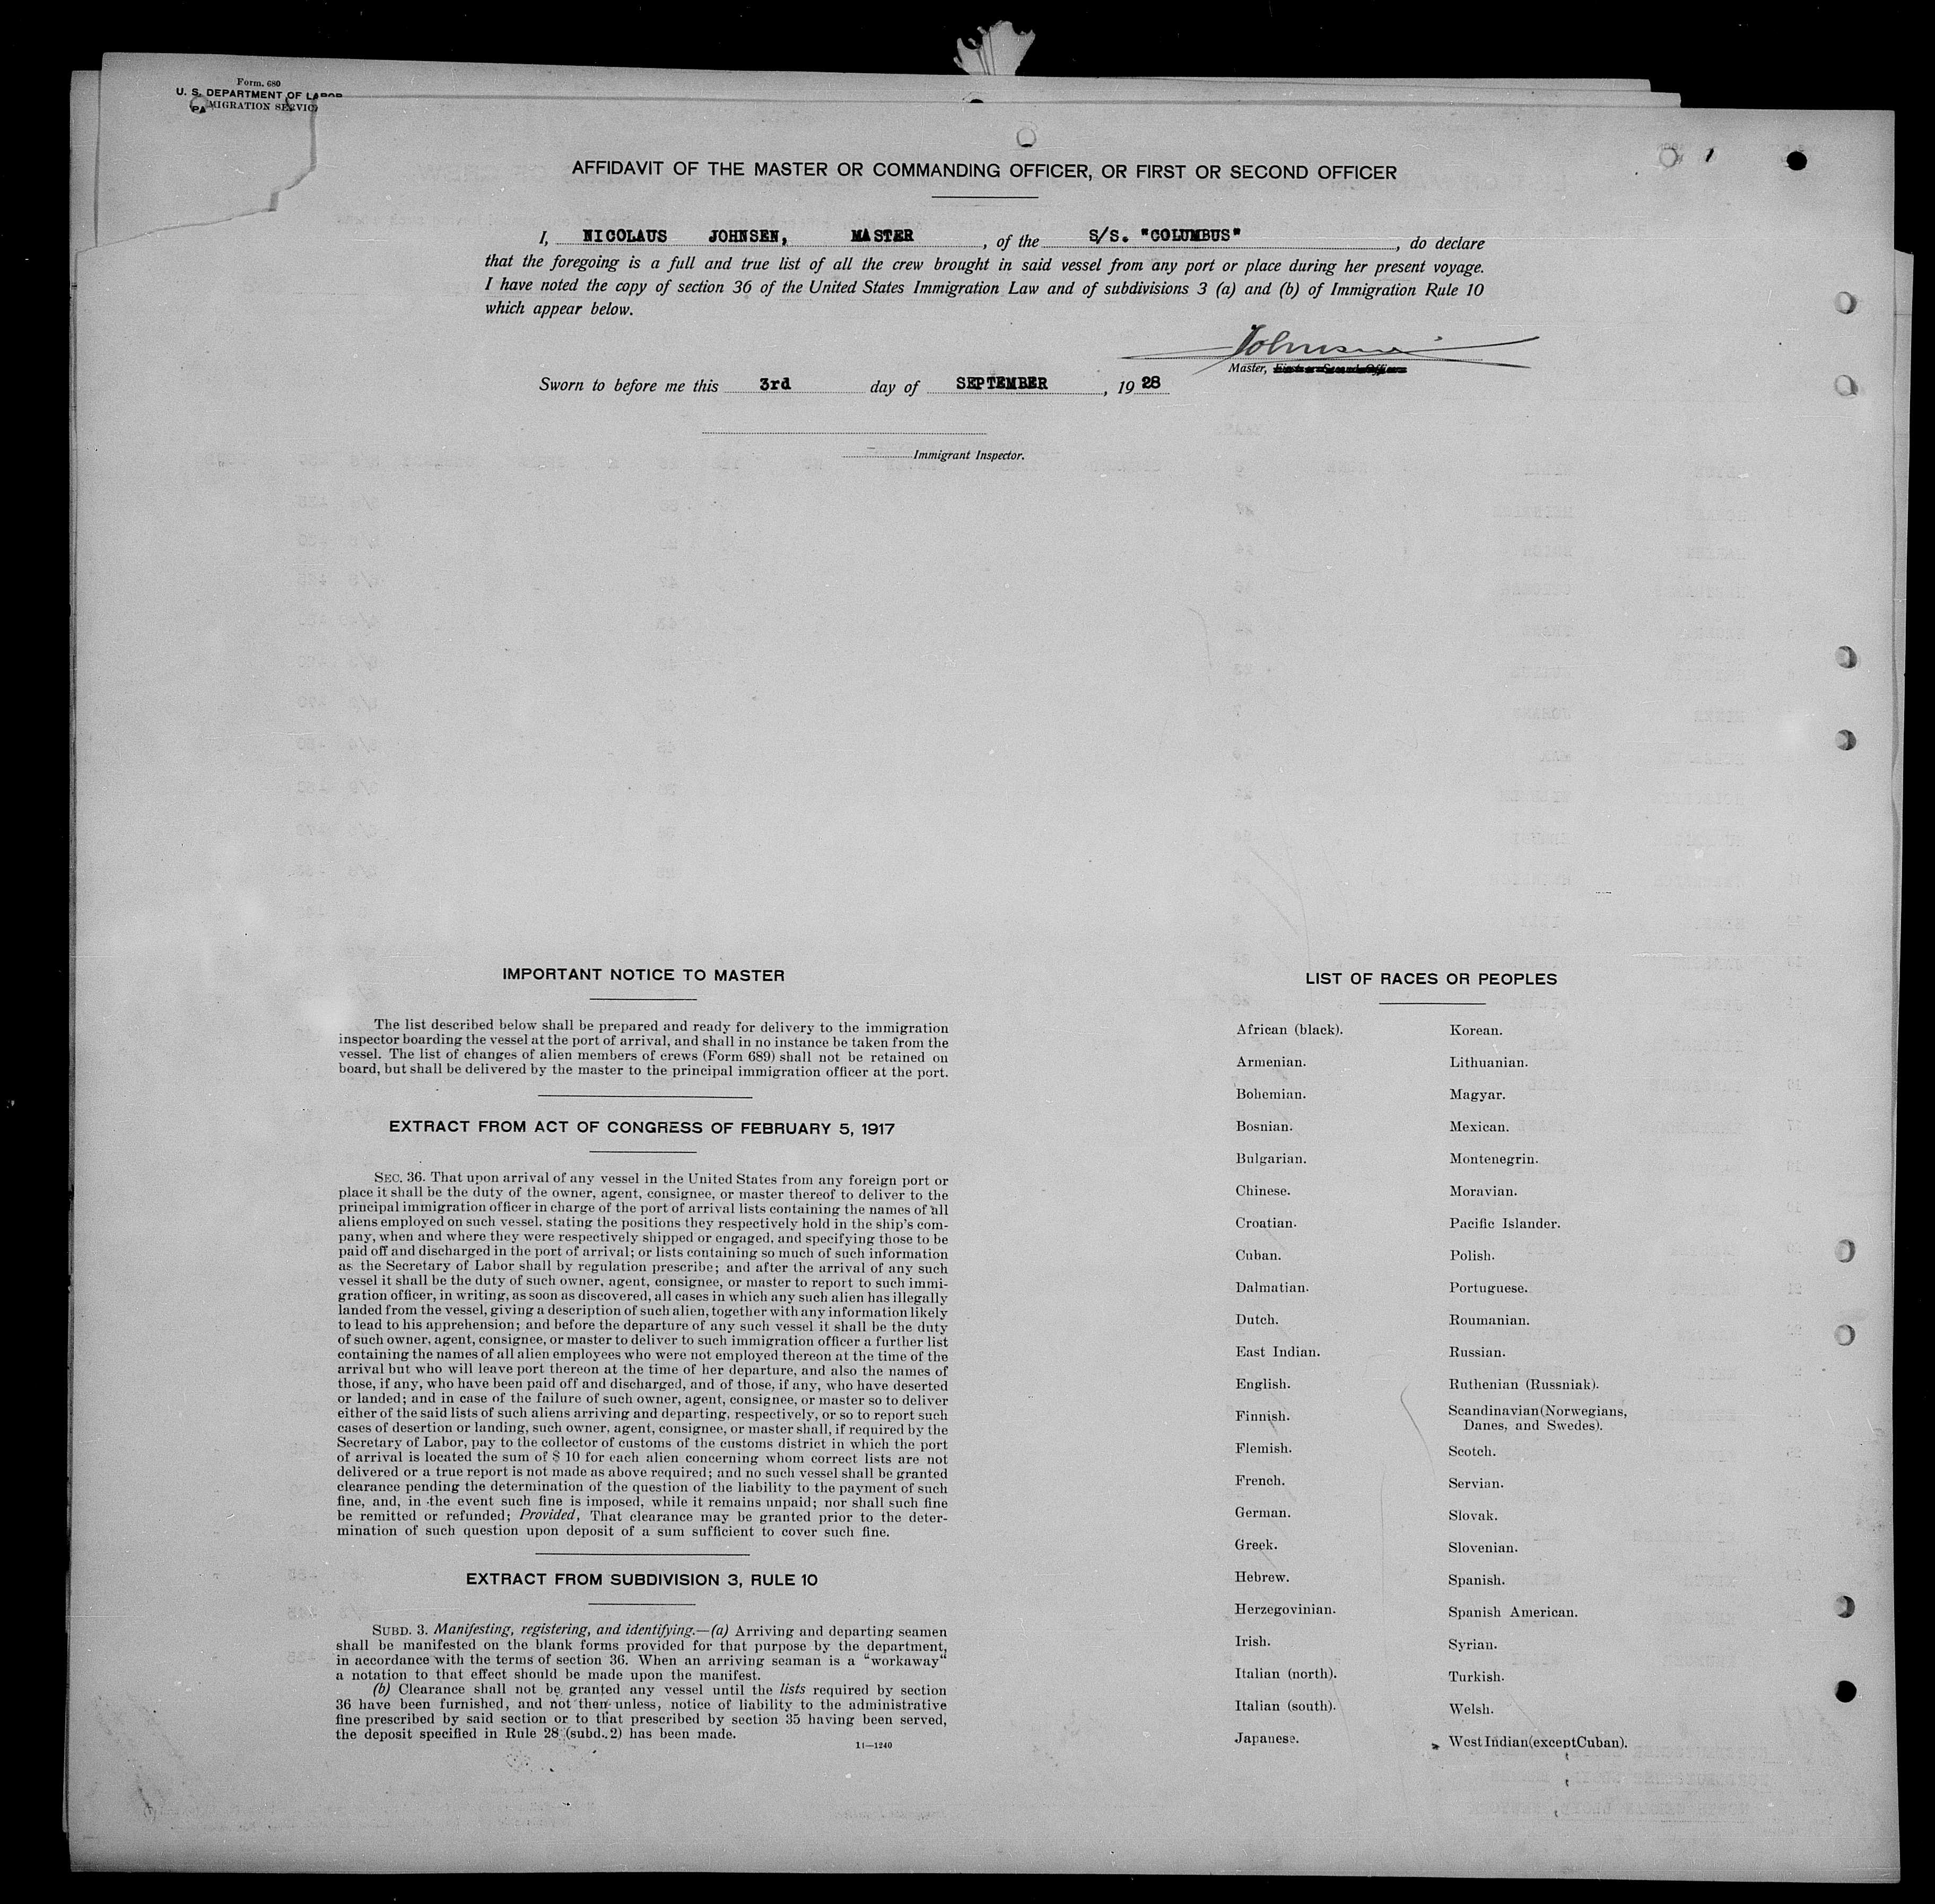 Form. 680
U. S. DEPARTMENT OF LABOR
MIGRATION SERVIC
AFFIDAVIT OF THE MASTER OR COMMANDING OFFICER, OR FIRST OR SECOND OFFICER
I, NICOLAUS JOHNSEN, MASTER, of the S/S. "COLUMBUS", do declare
that the foregoing is a full and true list of all the crew brought in said vessel from any port or place during her present voyage.
I have noted the copy of section 36 of the United States Immigration Law and of subdivisions 3 (a) and (b) of Immigration Rule 10
which appear below.
Johnsen
Master, First or Second Officer.
Sworn to before me this 3rd day of SEPTEMBER, 19 28
Immigrant Inspector.
IMPORTANT NOTICE TO MASTER
The list described below shall be prepared and ready for delivery to the immigration
inspector boarding the vessel at the port of arrival, and shall in no instance be taken from the
vessel. The list of changes of alien members of crews (Form 689) shall not be retained on
board, but shall be delivered by the master to the principal immigration officer at the port.
EXTRACT FROM ACT OF CONGRESS OF FEBRUARY 5, 1917
SEC. 36. That upon arrival of any vessel in the United States from any foreign port or
place it shall be the duty of the owner, agent, consignee, or master thereof to deliver to the
principal immigration officer in charge of the port of arrival lists containing the names of all
aliens employed on such vessel, stating the positions they respectively hold in the ship's com-
pany, when and where they were respectively shipped or engaged, and specifying those to be
paid off and discharged in the port of arrival; or lists containing so much of such information
as the Secretary of Labor shall by regulation prescribe; and after the arrival of any such
vessel it shall be the duty of such owner, agent, consignee, or master to report to such immi-
gration officer, in writing, as soon as discovered, all cases in which any such alien has illegally
landed from the vessel, giving a description of such alien, together with any information likely
to lead to his apprehension; and before the departure of any such vessel it shall be the duty
of such owner, agent, consignee, or master to deliver to such immigration officer a further list
containing the names of all alien employees who were not employed thereon at the time of the
arrival but who will leave port thereon at the time of her departure, and also the names of
those, if any, who have been paid off and discharged, and of those, if any, who have deserted
or landed; and in case of the failure of such owner, agent, consignee, or master so to deliver
either of the said lists of such aliens arriving and departing, respectively, or so to report such
cases of desertion or landing, such owner, agent, consignee, or master shall, if required by the
Secretary of Labor, pay to the collector of customs of the customs district in which the port
of arrival is located the sum of $ 10 for each alien concerning whom correct lists are not
delivered or a true report is not made as above required; and no such vessel shall be granted
clearance pending the determination of the question of the liability to the payment of such
fine, and, in the event such fine is imposed, while it remains unpaid; nor shall such fine
be remitted or refunded; Provided, That clearance may be granted prior to the deter-
mination of such question upon deposit of a sum sufficient to cover such fine.
EXTRACT FROM SUBDIVISION 3, RULE 10
SUBD. 3. Manifesting, registering, and identifying.—(a) Arriving and departing seamen
shall be manifested on the blank forms provided for that purpose by the department,
in accordance with the terms of section 36. When an arriving seaman is a "workaway"
a notation to that effect should be made upon the manifest.
(b) Clearance shall not be granted any vessel until the lists required by section
36 have been furnished, and not then unless, notice of liability to the administrative
fine prescribed by said section or to that prescribed by section 35 having been served,
the deposit specified in Rule 28 (subd. 2) has been made.
11—1240
LIST OF RACES OR PEOPLES
African (black).
Armenian.
Bohemian.
Bosnian.
Bulgarian.
Chinese.
Croatian.
Cuban.
Dalmatian.
Dutch.
East Indian.
English.
Finnish.
Flemish.
French.
German.
Greek.
Hebrew.
Herzegovinian.
Irish.
Italian (north).
Italian (south).
Japanese.
Korean.
Lithuanian.
Magyar.
Mexican.
Montenegrin.
Moravian.
Pacific Islander.
Polish.
Portuguese.
Roumanian.
Russian.
Ruthenian (Russniak).
Scandinavian (Norwegians,
Danes, and Swedes).
Scotch.
Servian.
Slovak.
Slovenian.
Spanish.
Spanish American.
Syrian.
Turkish.
Welsh.
West Indian (except Cuban).